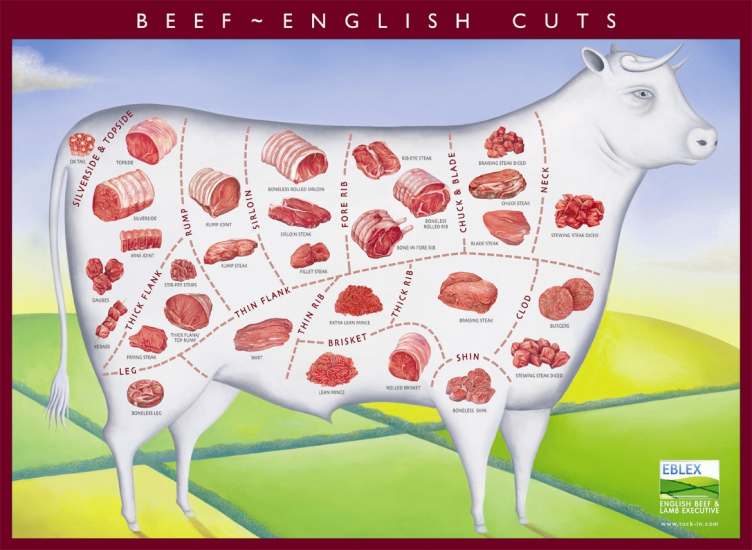 BEEF~ENGLISH CUTS
OX TAIL
SILVERSIDE & TOPSIDE
TOPSIDE
SILVERSIDE
MINI JOINT
DAUBES
KEBABS
THICK FLANK
STIR-FRY STRIPS
THICK FLANK/
TOP RUMP
FRYING STEAK
LEG
BONELESS LEG
RUMP
RUMP JOINT
RUMP STEAK
SIRLOIN
BONELESS ROLLED SIRLOIN
SIRLOIN STEAK
FILLET STEAK
THIN FLANK
SKIRT
FORE RIB
RIB-EYE STEAK
BONELESS
ROLLED RIB
BONE-IN FORE RIB
THIN RIB
EXTRA LEAN MINCE
THICK RIB
BRAISING STEAK
BRISKET
LEAN MINCE
ROLLED BRISKET
CHUCK & BLADE
BRAISING STEAK DICED
CHUCK STEAK
BLADE STEAK
NECK
STEWING STEAK DICED
CLOD
BURGERS
STEWING STEAK DICED
SHIN
BONELESS SHIN
EBLEX
ENGLISH BEEF &
LAMB EXECUTIVE
www.tuck-in.com